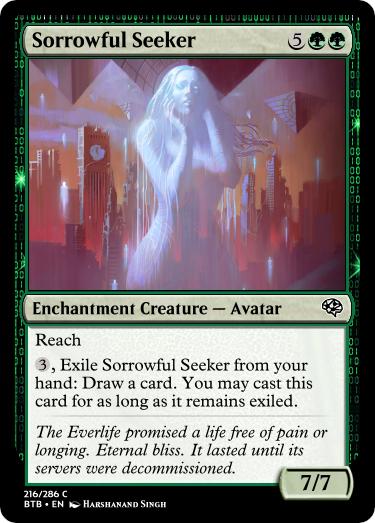 Sorrowful Seeker 5
Enchantment Creature — Avatar
Reach
3, Exile Sorrowful Seeker from your
hand: Draw a card. You may cast
this card for as long as it remains exiled.
The Everlife promised a life free of pain or
longing. Eternal bliss. It lasted until its
servers were decommissioned.
7/7
216/286 C
BTB • EN Harshanand Singh